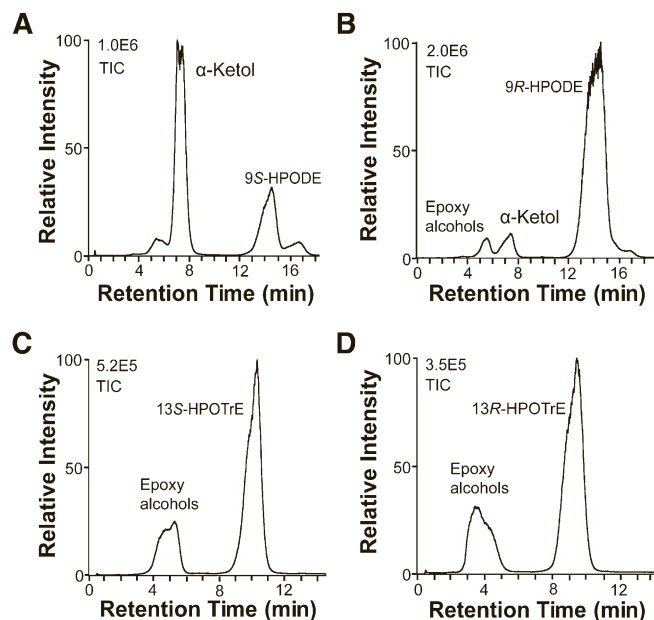 A
1.0E6
TIC
α-Ketol
9S-HPODE
Relative Intensity
100
50
0
0 4 8 12 16
Retention Time (min)
B
2.0E6
TIC
9R-HPODE
Epoxy
alcohols
α-Ketol
Relative Intensity
100
50
0
0 4 8 12 16
Retention Time (min)
C
5.2E5
TIC
13S-HPOTrE
Epoxy
alcohols
Relative Intensity
100
50
0
0 4 8 12
Retention Time (min)
D
3.5E5
TIC
13R-HPOTrE
Epoxy
alcohols
Relative Intensity
100
50
0
0 4 8 12
Retention Time (min)